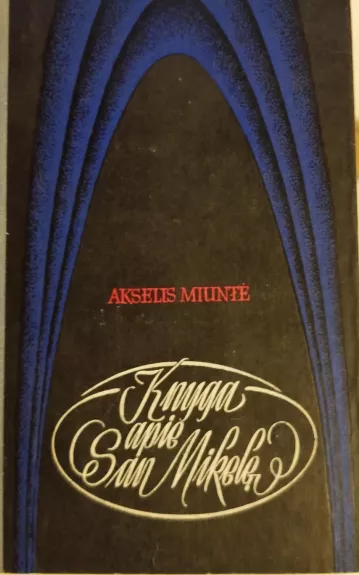 AKSELIS MIUNTĖ
Knyga
apie
San Mikelę